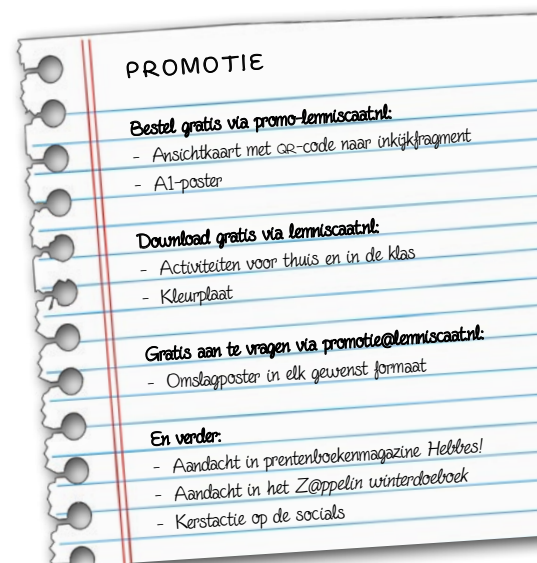 PROMOTIE
Bestel gratis via promo-lemniscaat.nl:
- Ansichtkaart met QR-code naar inkijkfragment
- A1-poster
Download gratis via lemniscaat.nl:
- Activiteiten voor thuis en in de klas
- Kleurplaat
Gratis aan te vragen via promotie@lemniscaat.nl:
- Omslagposter in elk gewenst formaat
En verder:
- Aandacht in prentenboekenmagazine Hebbes!
- Aandacht in het Z@ppelin winterdoeboek
- Kerstactie op de socials